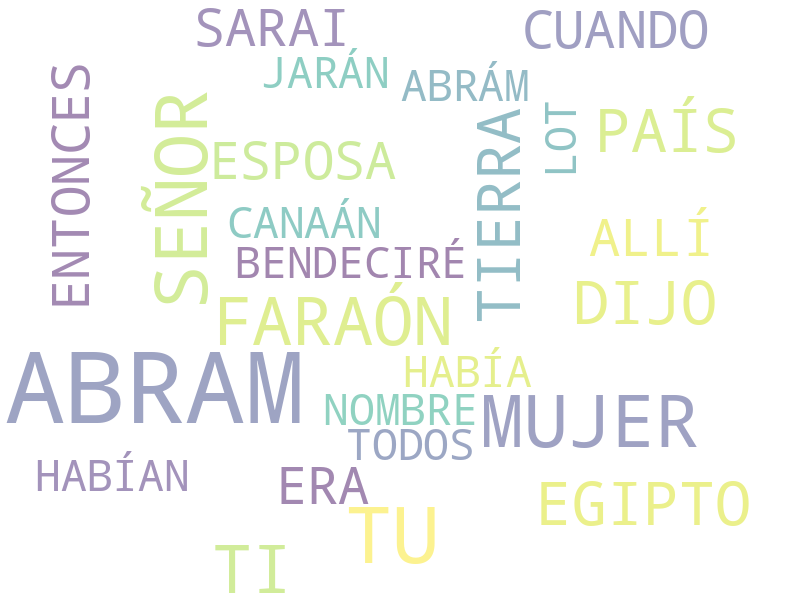 SARAI
CUANDO
JARÁN
ABRÁM
ENTONCES
SEÑOR
TIERRA
LOT
PAÍS
ESPOSA
CANAÁN
ALLÍ
BENDECIRÉ
DIJO
FARAÓN
ABRAM
HABÍA
NOMBRE
MUJER
TODOS
HABÍAN
ERA
EGIPTO
TU
TI